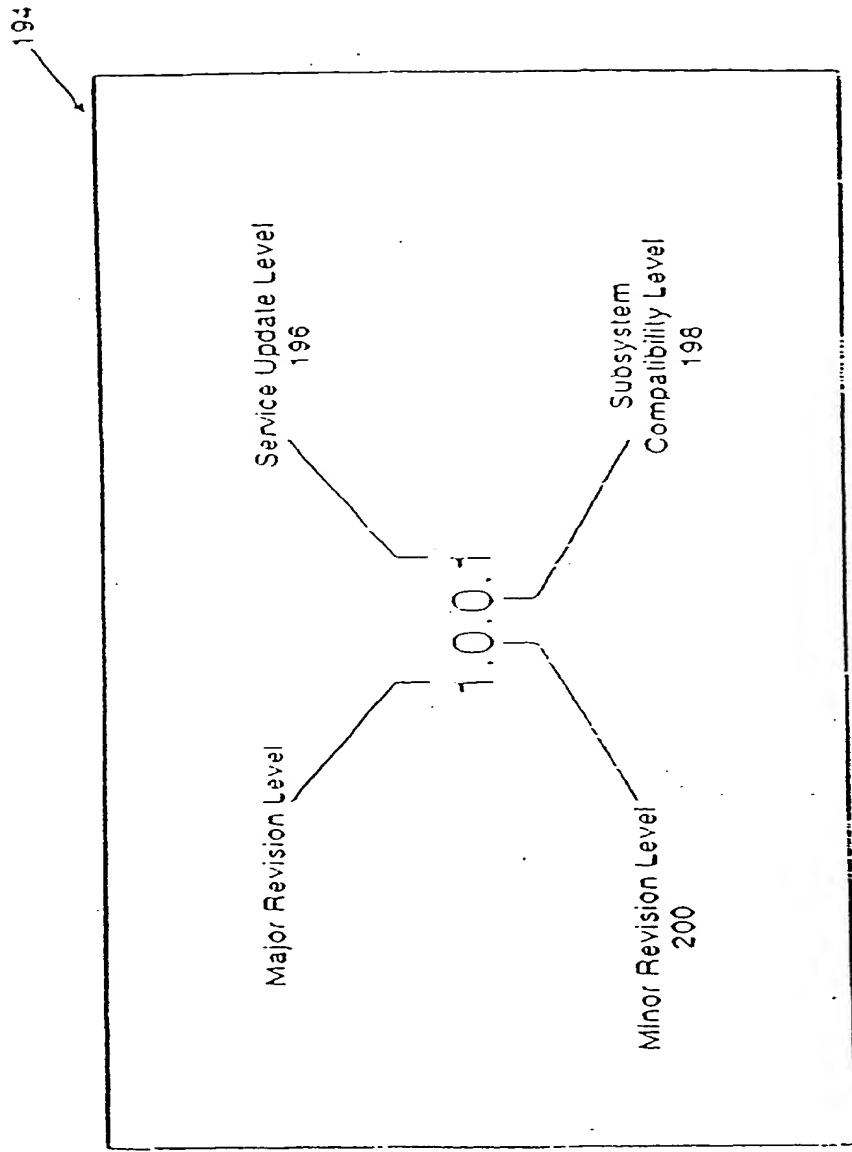 194
Major Revision Level
Service Update Level
196
1.0.0.1
Minor Revision Level
200
Subsystem
Compatibility Level
198